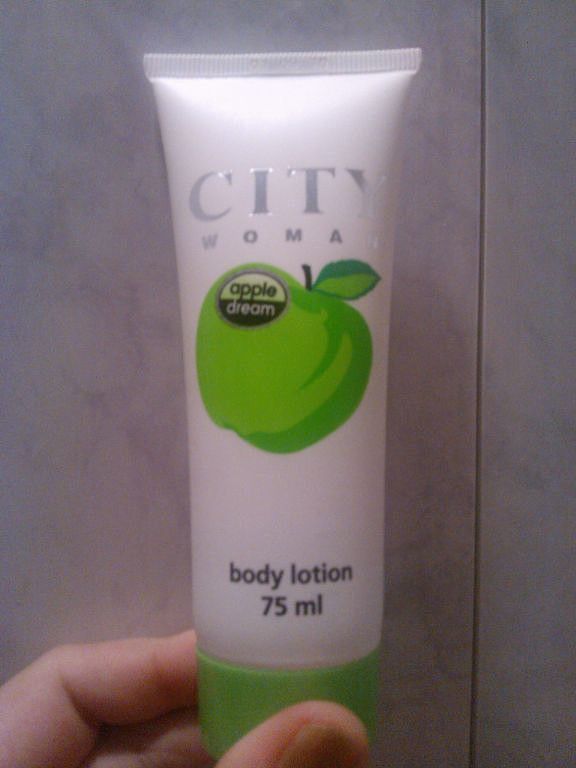 CITY
WOMAN
apple
dream
body lotion
75 ml